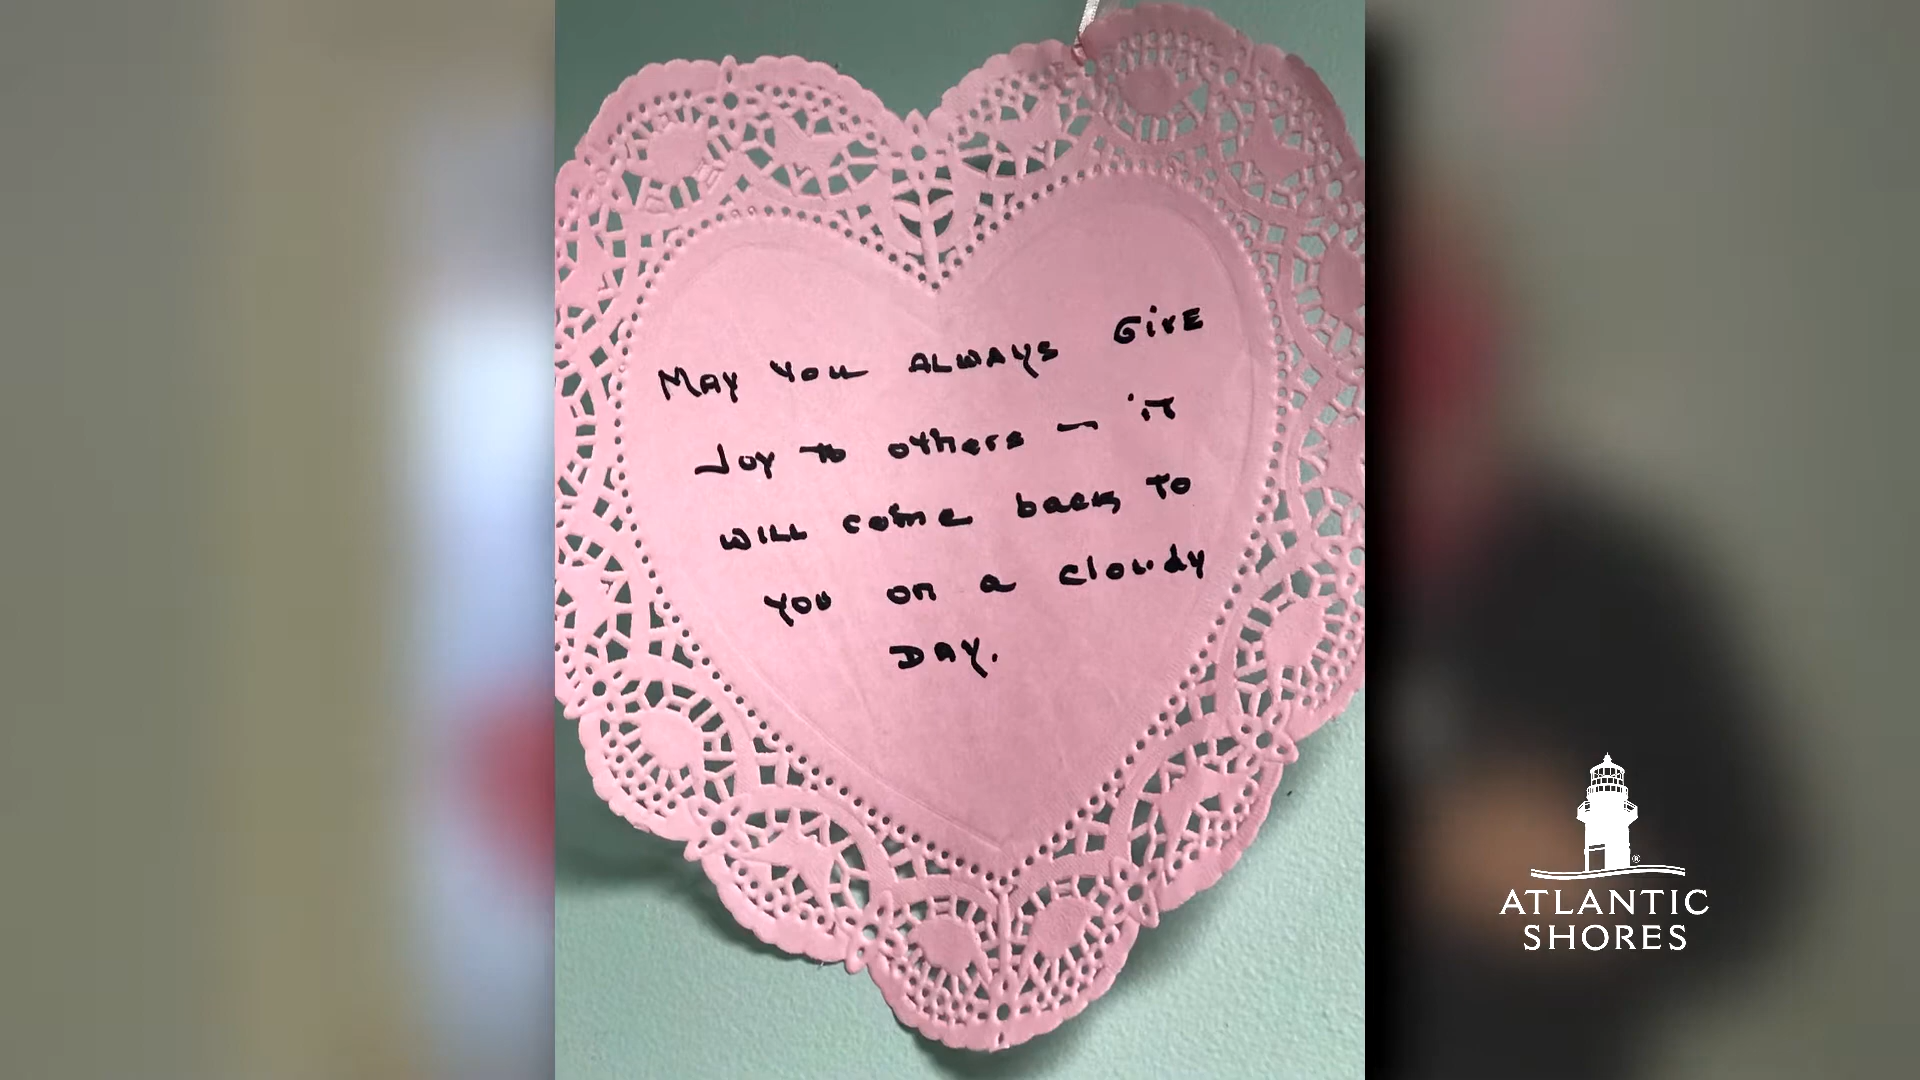 MAY YOU ALWAYS GIVE
JOY to others — it
WILL come back TO
YOU on a cloudy
DAY.
ATLANTIC
SHORES
®